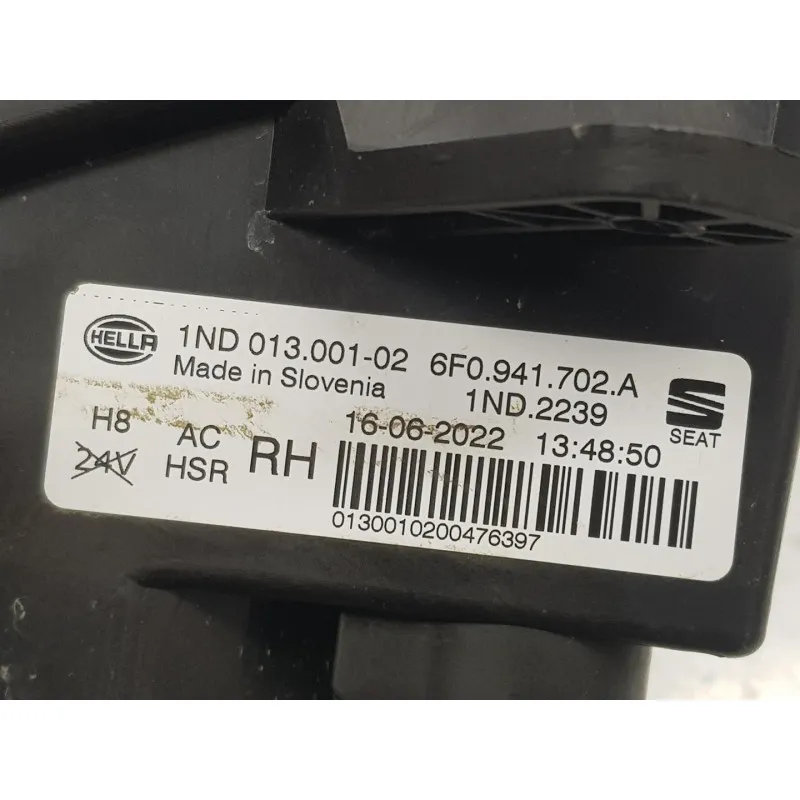 HELLA 1ND 013.001-02 6F0.941.702.A
Made in Slovenia 1ND.2239
SEAT
H8 AC 16-06-2022 13:48:50
24V HSR RH
0130010200476397